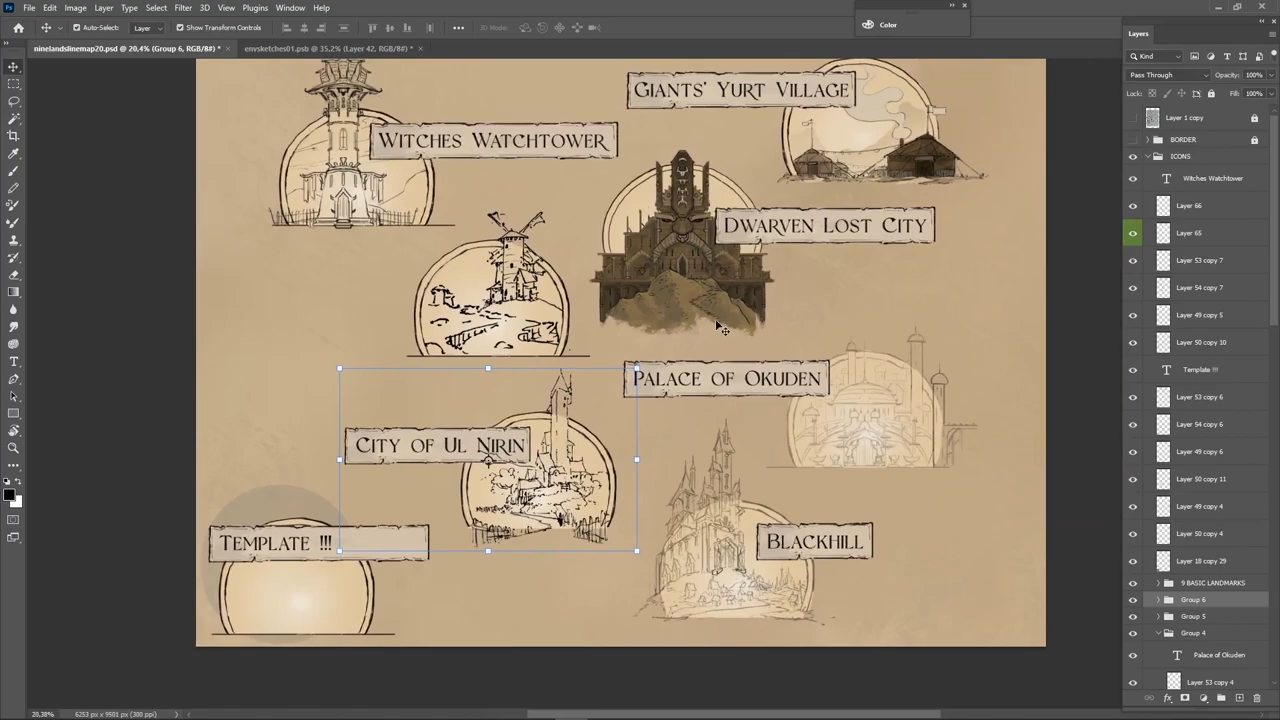 File Edit Image Layer Type Select Filter 3D View Plugins Window Help
Auto-Select: Layer Show Transform Controls 3D Mode:
Color
ninelandslinemap20.psd @ 20,4% (Group 6, RGB/8#) * envsketches01.psb @ 35,2% (Layer 42, RGB/8#) *
Layers
Kind
Pass Through Opacity: 100%
Lock: Fill: 100%
Layer 1 copy
BORDER
ICONS
Witches Watchtower
Layer 66
Layer 65
Layer 53 copy 7
Layer 54 copy 7
Layer 49 copy 5
Layer 50 copy 10
Template !!!
Layer 53 copy 6
Layer 54 copy 6
Layer 49 copy 6
Layer 50 copy 11
Layer 49 copy 4
Layer 50 copy 4
Layer 18 copy 29
9 BASIC LANDMARKS
Group 6
Group 5
Group 4
Palace of Okuden
Layer 53 copy 4
Giants' Yurt Village
Witches Watchtower
Dwarven Lost City
Palace of Okuden
City of Ul Nirin
Template !!!
Blackhill
20,38% 6253 px x 9501 px (300 ppi)